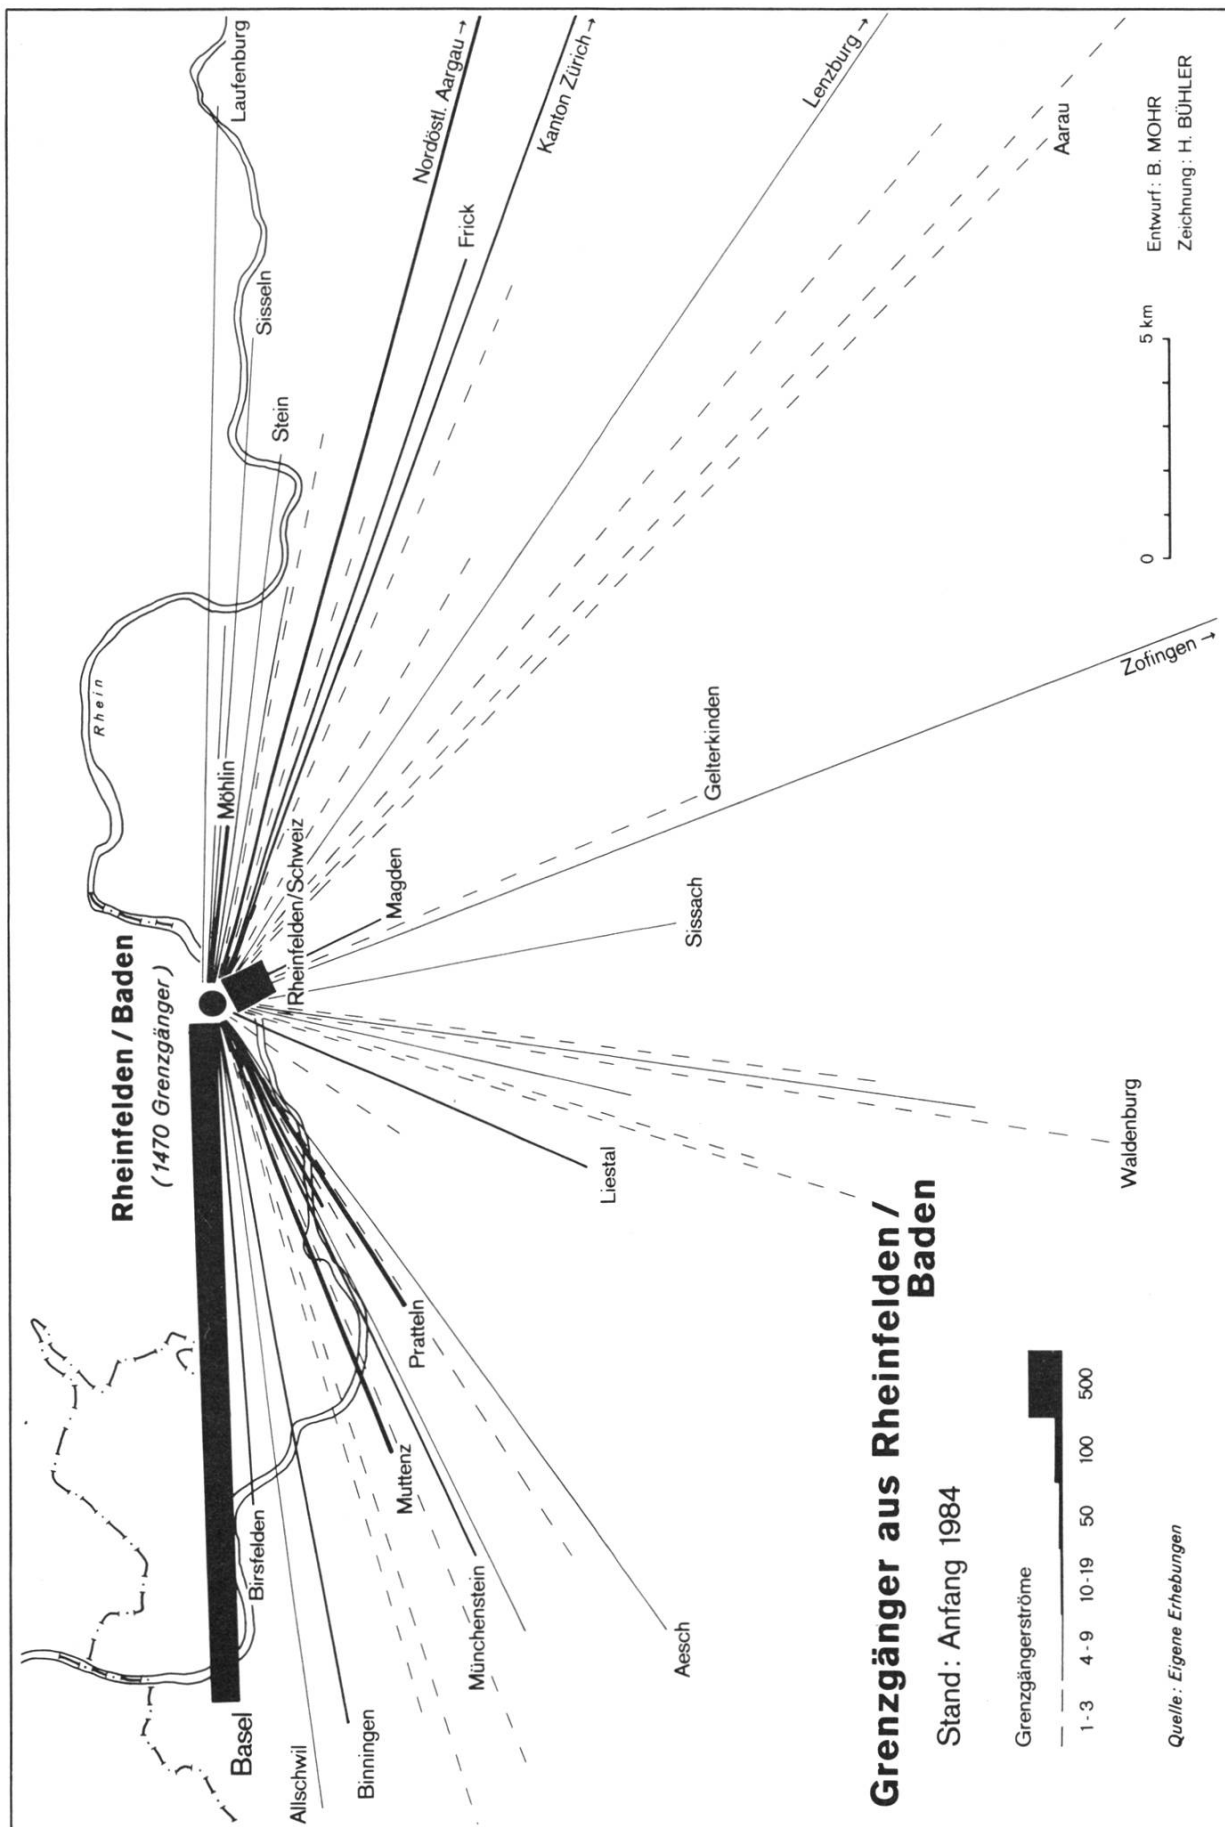 Rheinfelden / Baden
(1470 Grenzgänger)
Rhein
Laufenburg
Sisseln
Stein
Möhlin
Nordöstl. Aargau →
Kanton Zürich →
Frick
Lenzburg →
Aarau
Rheinfelden/Schweiz
Magden
Gelterkinden
Sissach
Zofingen →
Basel
Birsfelden
Allschwil
Binningen
Muttenz
Pratteln
Münchenstein
Aesch
Liestal
Waldenburg
Grenzgänger aus Rheinfelden /
Baden
Stand: Anfang 1984
Grenzgängerströme
1 - 3 4 - 9 10 - 19 50 100 500
Quelle: Eigene Erhebungen
0 5 km
Entwurf: B. MOHR
Zeichnung: H. BÜHLER